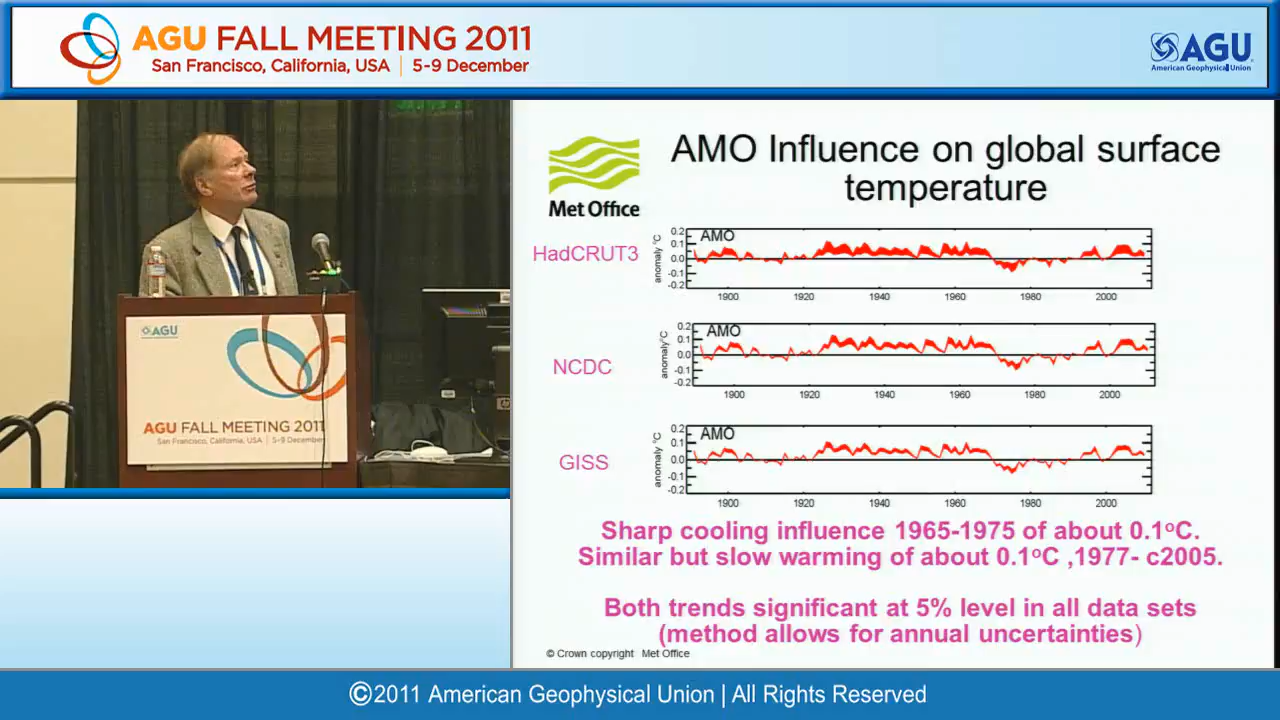 AGU FALL MEETING 2011
San Francisco, California, USA | 5-9 December
AGU
American Geophysical Union
AGU
AGU FALL MEETING 2011
San Francisco, California, USA | 5-9 December
Met Office
AMO Influence on global surface
temperature
HadCRUT3
AMO
anomaly °C
0.2
0.1
0.0
-0.1
-0.2
1900 1920 1940 1960 1980 2000
NCDC
AMO
anomaly°C
0.2
0.1
0.0
-0.1
-0.2
1900 1920 1940 1960 1980 2000
GISS
AMO
anomaly °C
0.2
0.1
0.0
-0.1
-0.2
1900 1920 1940 1960 1980 2000
Sharp cooling influence 1965-1975 of about 0.1ºC.
Similar but slow warming of about 0.1ºC ,1977- c2005.
Both trends significant at 5% level in all data sets
(method allows for annual uncertainties)
© Crown copyright Met Office
©2011 American Geophysical Union | All Rights Reserved